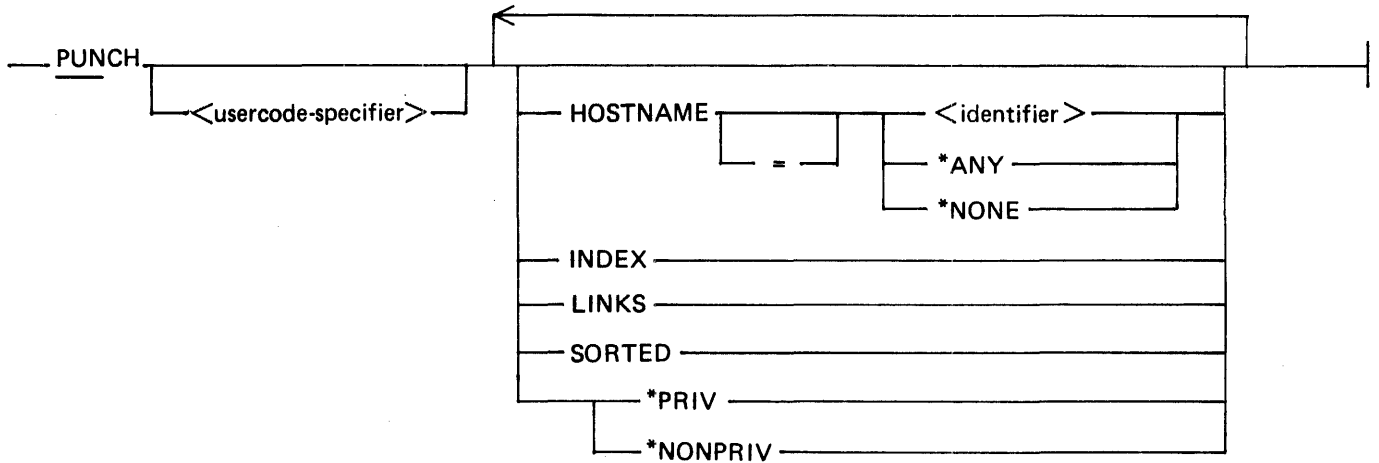 PUNCH
<usercode-specifier>
HOSTNAME
=
<identifier>
*ANY
*NONE
INDEX
LINKS
SORTED
*PRIV
*NONPRIV